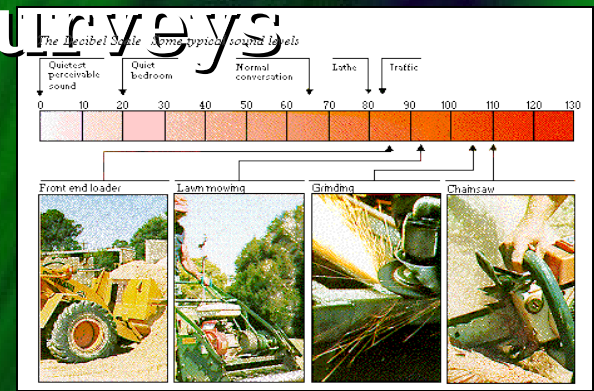 urveys
The Decibel Scale Some typical sound levels
Quietest
perceivable
sound
Quiet
bedroom
Normal
conversation
Lathe
Traffic
0 10 20 30 40 50 60 70 80 90 100 110 120 130
Front end loader
Lawn mowing
Grinding
Chainsaw